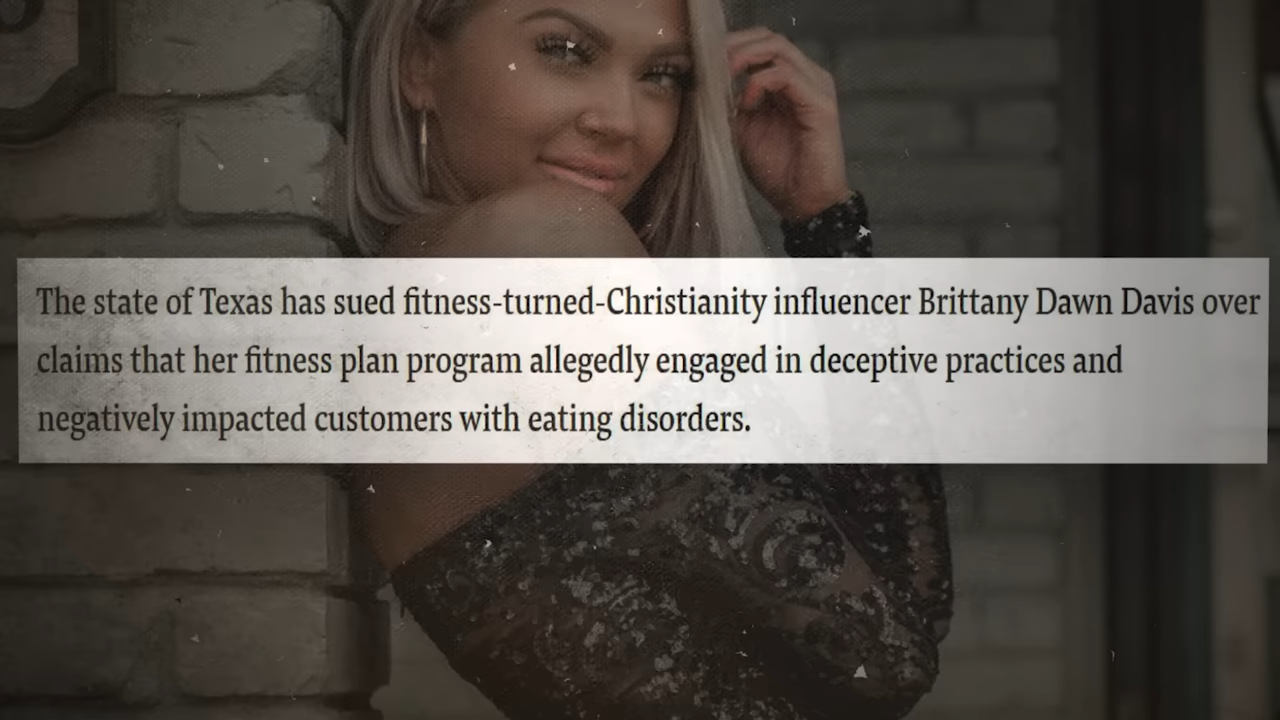 The state of Texas has sued fitness-turned-Christianity influencer Brittany Dawn Davis over
claims that her fitness plan program allegedly engaged in deceptive practices and
negatively impacted customers with eating disorders.